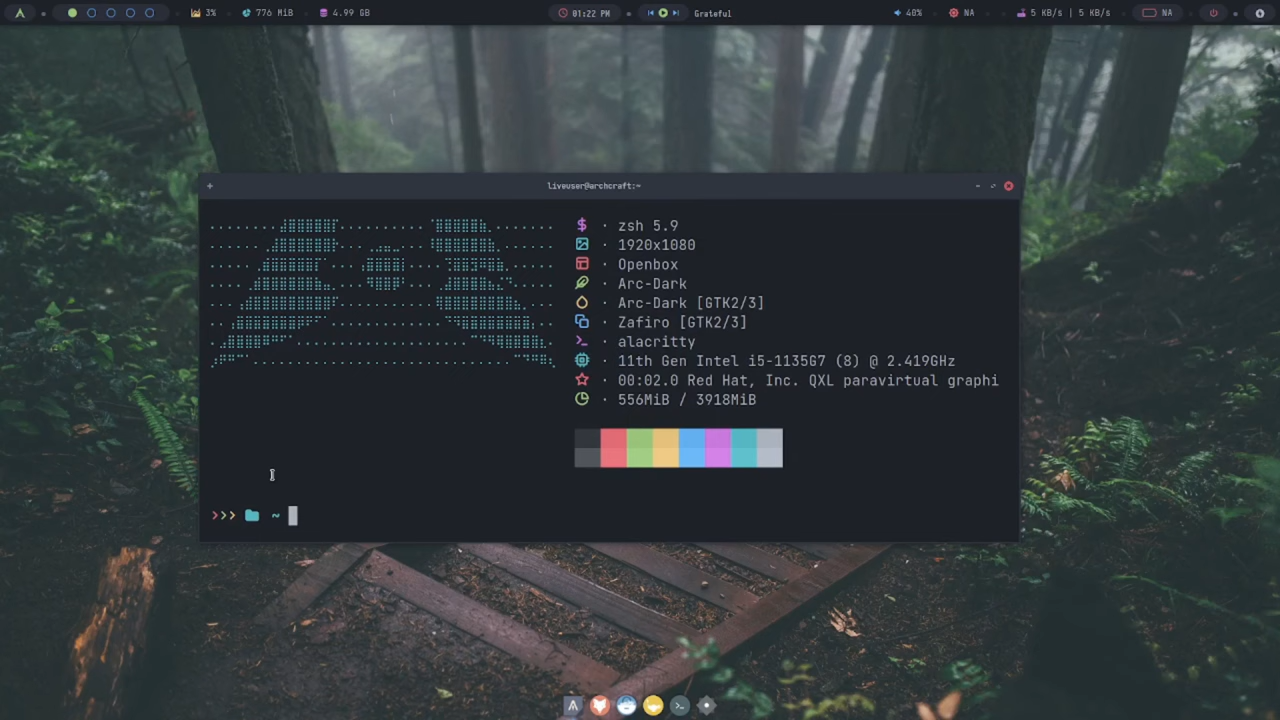 3% 776 MiB 4.99 GB 01:22 PM Grateful 40% NA 5 KB/s | 5 KB/s NA
liveuser@archcraft:~
$ · zsh 5.9
· 1920x1080
· Openbox
· Arc-Dark
· Arc-Dark [GTK2/3]
· Zafiro [GTK2/3]
· alacritty
· 11th Gen Intel i5-1135G7 (8) @ 2.419GHz
· 00:02.0 Red Hat, Inc. QXL paravirtual graphi
· 556MiB / 3918MiB
>>> ~